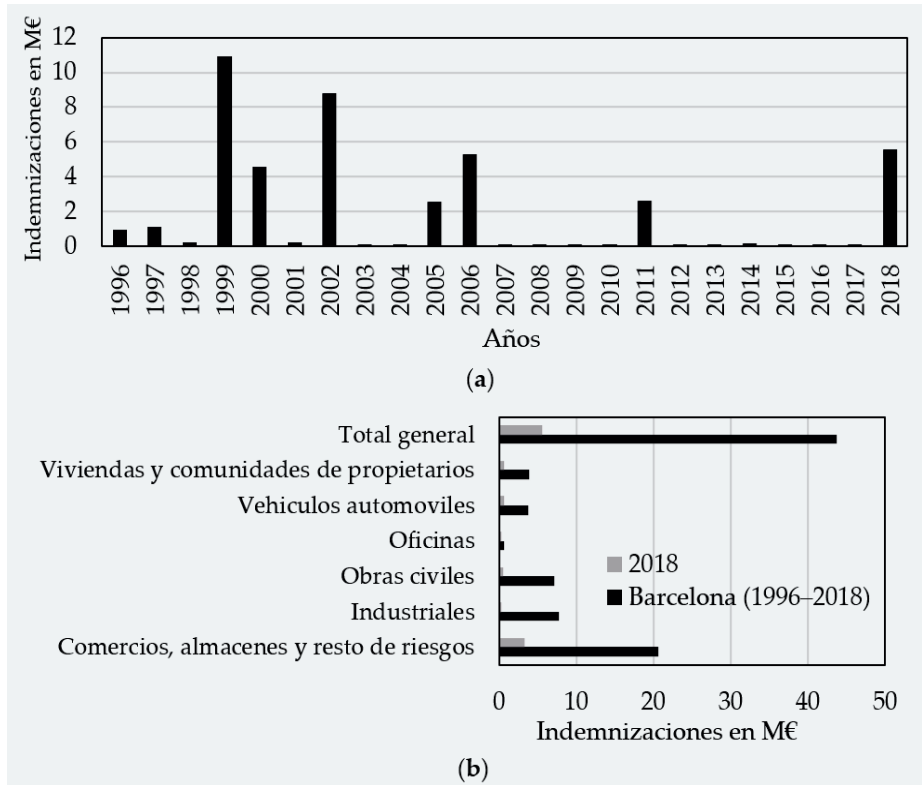 Indemnizaciones en M€
12
10
8
6
4
2
0
1996
1997
1998
1999
2000
2001
2002
2003
2004
2005
2006
2007
2008
2009
2010
2011
2012
2013
2014
2015
2016
2017
2018
Años
(a)
Total general
Viviendas y comunidades de propietarios
Vehiculos automoviles
Oficinas
Obras civiles
Industriales
Comercios, almacenes y resto de riesgos
2018
Barcelona (1996–2018)
0 10 20 30 40 50
Indemnizaciones en M€
(b)